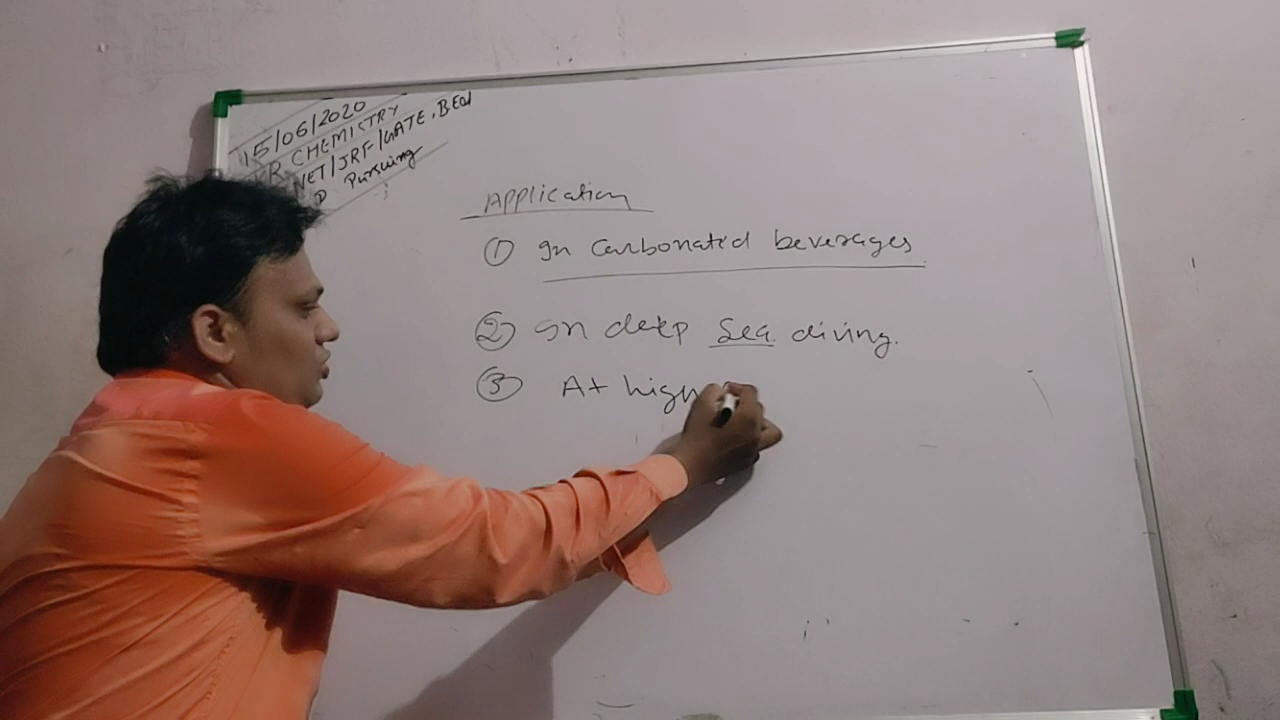 15/06/2020
CHEMISTRY
NET/JRF/GATE, BEd
Pursuing
Application
① In Carbonated beverages
② In deep Sea diving.
③ At high